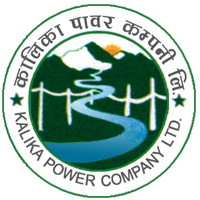 कालिका पावर कम्पनी लि.
KALIKA POWER COMPANY LTD.